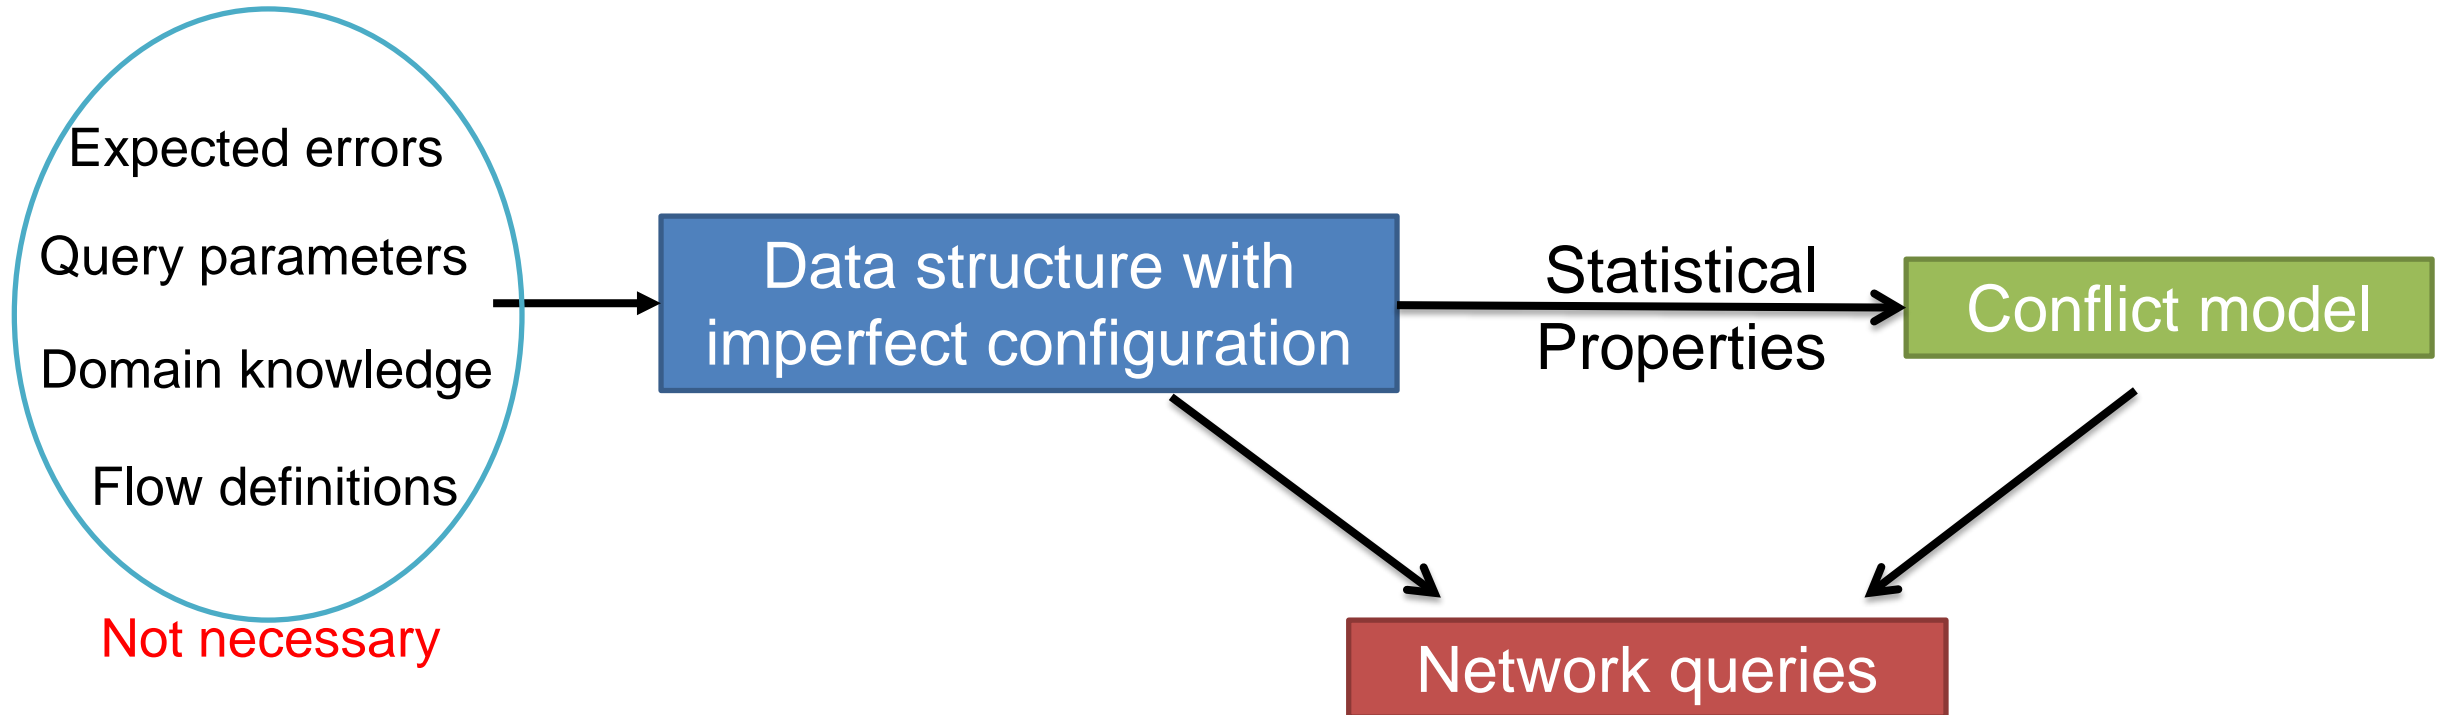 Expected errors
Query parameters
Domain knowledge
Flow definitions
Not necessary
Data structure with
imperfect configuration
Statistical
Properties
Conflict model
Network queries